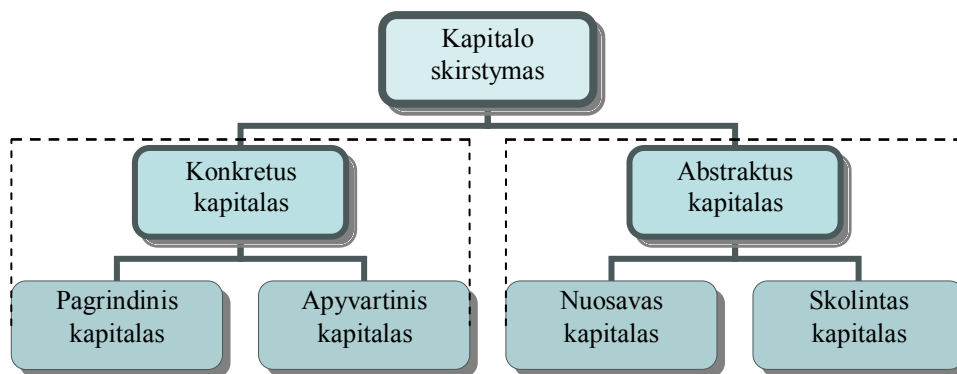 Kapitalo
skirstymas
Konkretus
kapitalas
Abstraktus
kapitalas
Pagrindinis
kapitalas
Apyvartinis
kapitalas
Nuosavas
kapitalas
Skolintas
kapitalas